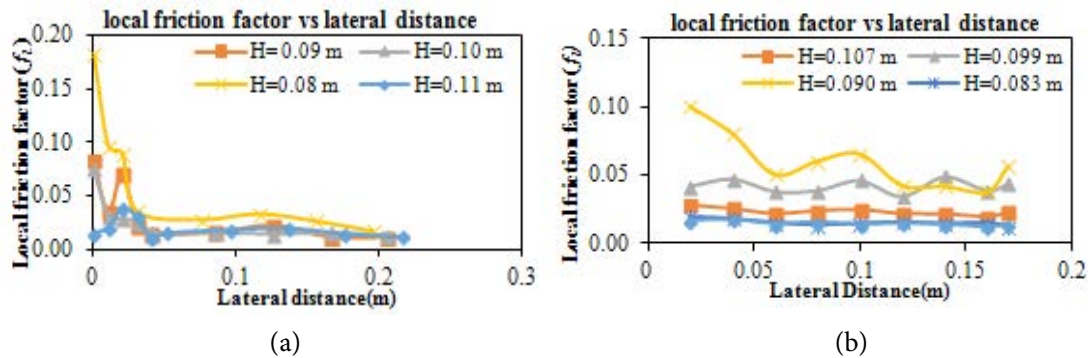 local friction factor vs lateral distance
Local friction factor (fL)
0.20
0.15
0.10
0.05
0.00
H= 0.09 m
H=0.10 m
H=0.08 m
H=0.11 m
0
0.1
0.2
0.3
Lateral distance(m)
(a)
local friction factor vs lateral distance
Local friction factor (fl)
0.15
0.10
0.05
0.00
H=0.107 m
H=0.099 m
H=0.090 m
H=0.083 m
0
0.05
0.1
0.15
0.2
Lateral Distance(m)
(b)